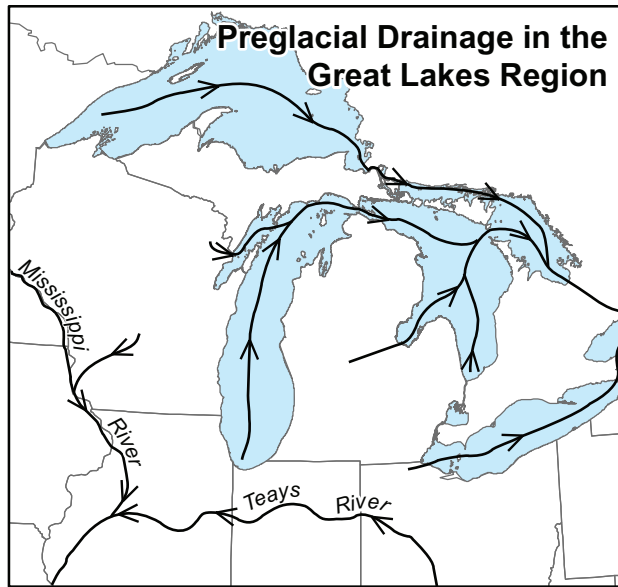 Preglacial Drainage in the
Great Lakes Region
Mississippi
River
Teays
River